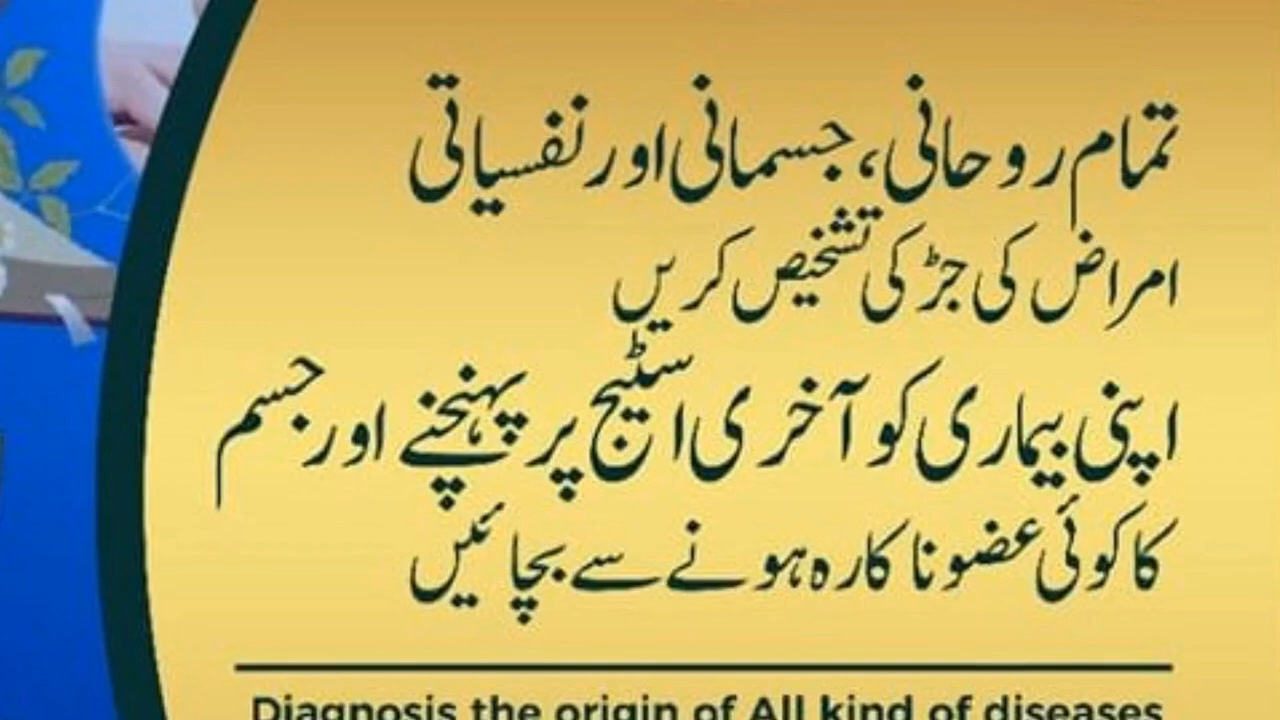 تمام روحانی، جسمانی اور نفسیاتی
امراض کی جڑ کی تشخیص کریں
اپنی بیماری کو آخری اسٹیج پر پہنچنے اور جسم
کا کوئی عضو ناکارہ ہونے سے بچائیں
Diagnosis the origin of All kind of diseases